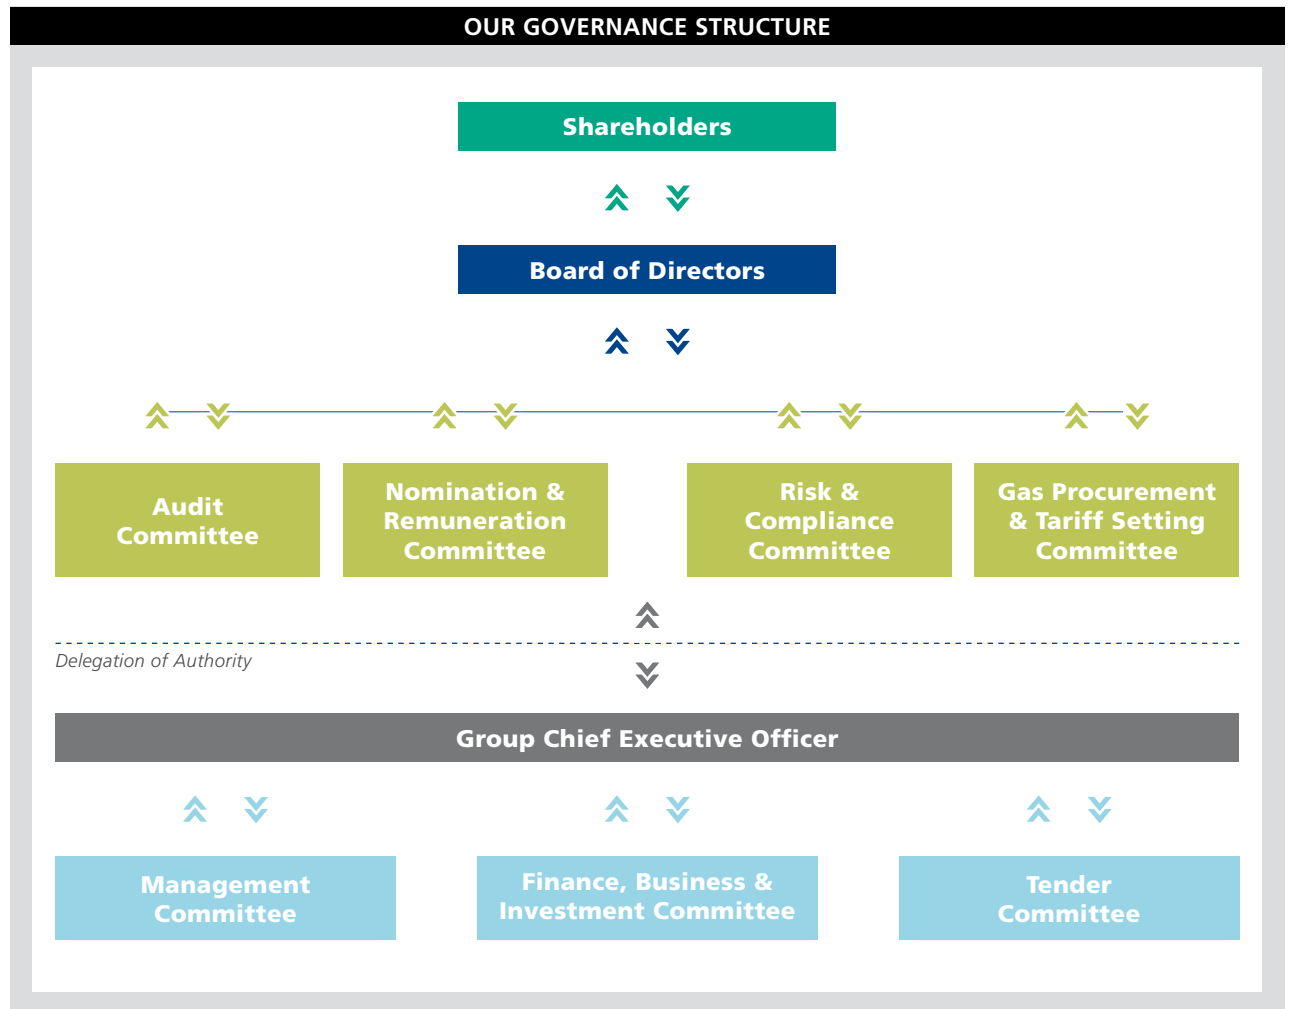 OUR GOVERNANCE STRUCTURE
Shareholders
Board of Directors
Audit
Committee
Nomination &
Remuneration
Committee
Risk &
Compliance
Committee
Gas Procurement
& Tariff Setting
Committee
Delegation of Authority
Group Chief Executive Officer
Management
Committee
Finance, Business &
Investment Committee
Tender
Committee